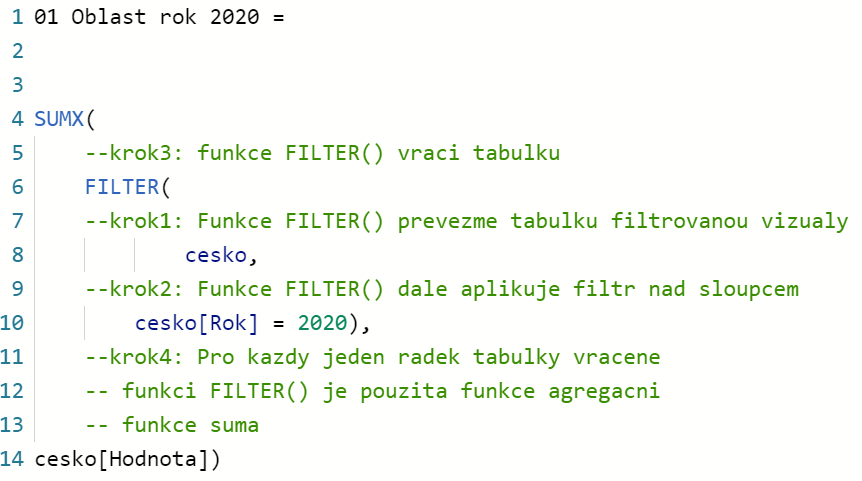 1 01 Oblast rok 2020 =
2
3
4 SUMX(
5 --krok3: funkce FILTER() vraci tabulku
6 FILTER(
7 --krok1: Funkce FILTER() prevezme tabulku filtrovanou vizualy
8 cesko,
9 --krok2: Funkce FILTER() dale aplikuje filtr nad sloupcem
10 cesko[Rok] = 2020),
11 --krok4: Pro kazdy jeden radek tabulky vracene
12 -- funkci FILTER() je pouzita funkce agregacni
13 -- funkce suma
14 cesko[Hodnota])